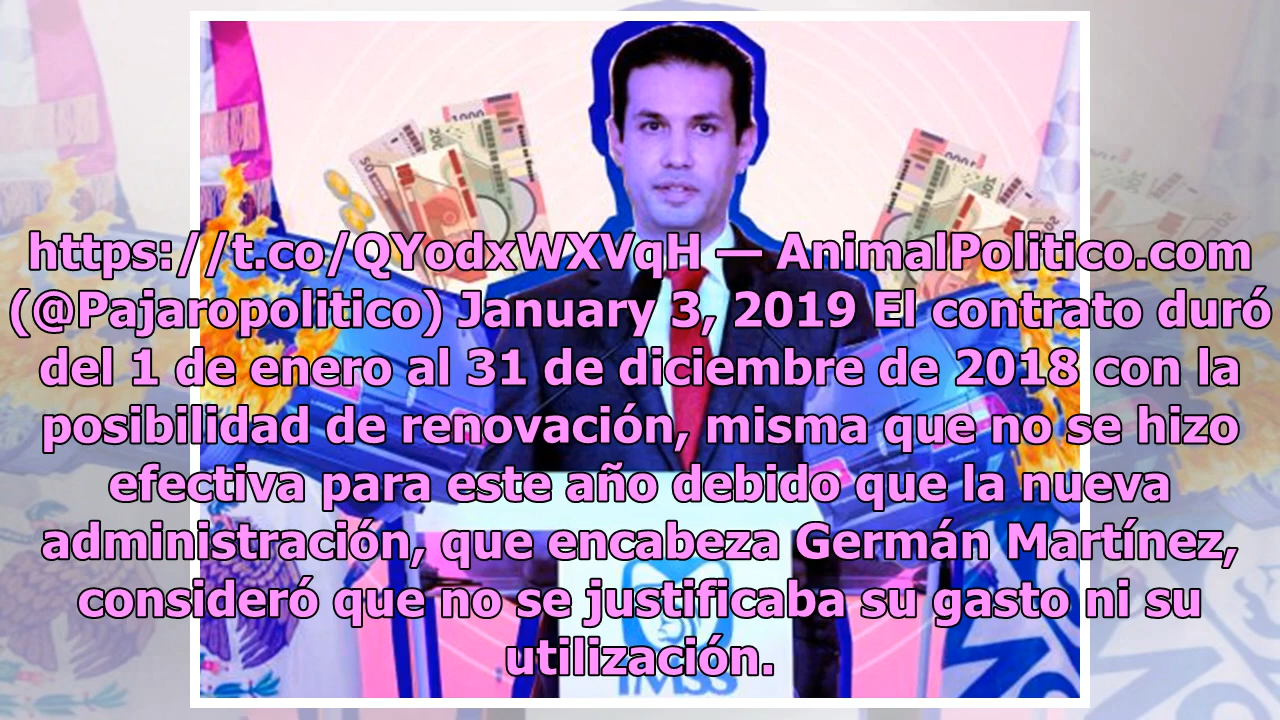 https://t.co/QYodxWXVqH — AnimalPolitico.com
(@Pajaropolitico) January 3, 2019 El contrato duró
del 1 de enero al 31 de diciembre de 2018 con la
posibilidad de renovación, misma que no se hizo
efectiva para este año debido que la nueva
administración, que encabeza Germán Martínez,
consideró que no se justificaba su gasto ni su
utilización.
IMSS